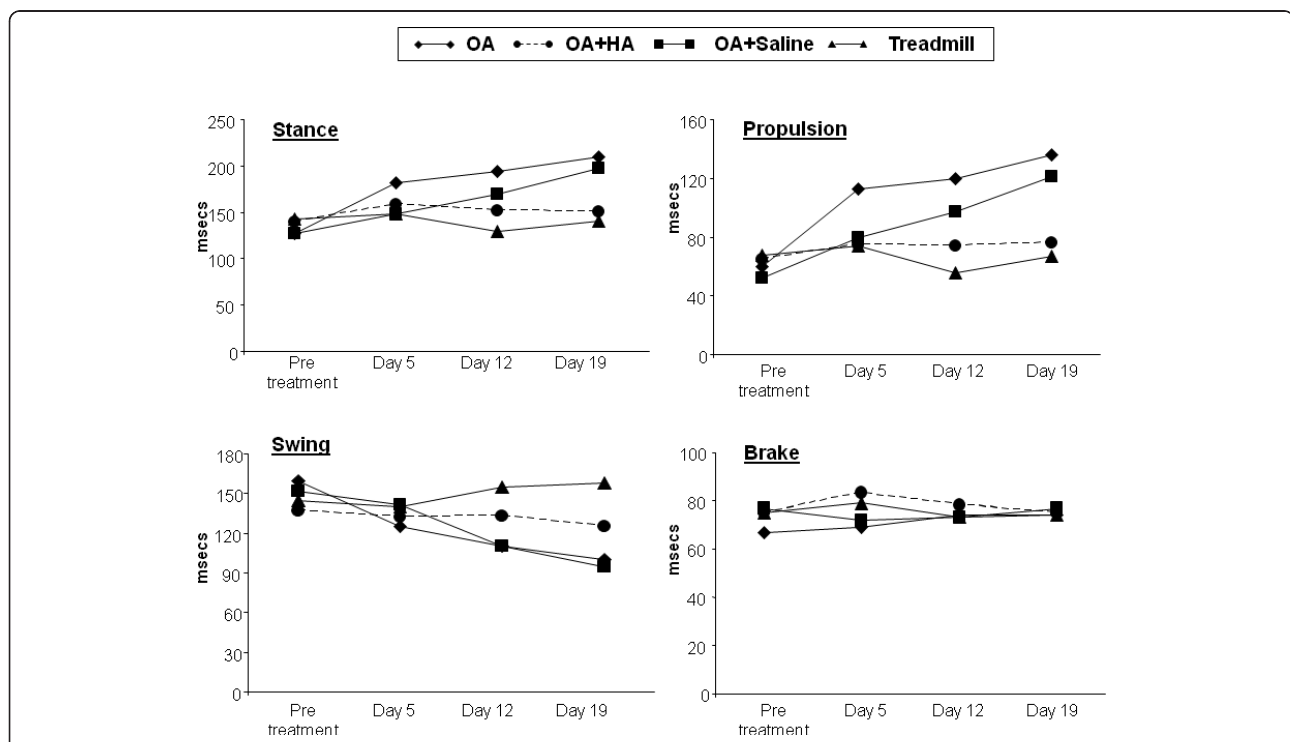 OA OA+HA OA+Saline Treadmill
Stance
250
200
150
100
50
0
msecs
Pre treatment Day 5 Day 12 Day 19
Propulsion
160
120
80
40
0
msecs
Pre treatment Day 5 Day 12 Day 19
Swing
180
150
120
90
60
30
0
msecs
Pre treatment Day 5 Day 12 Day 19
Brake
100
80
60
40
20
0
msecs
Pre treatment Day 5 Day 12 Day 19